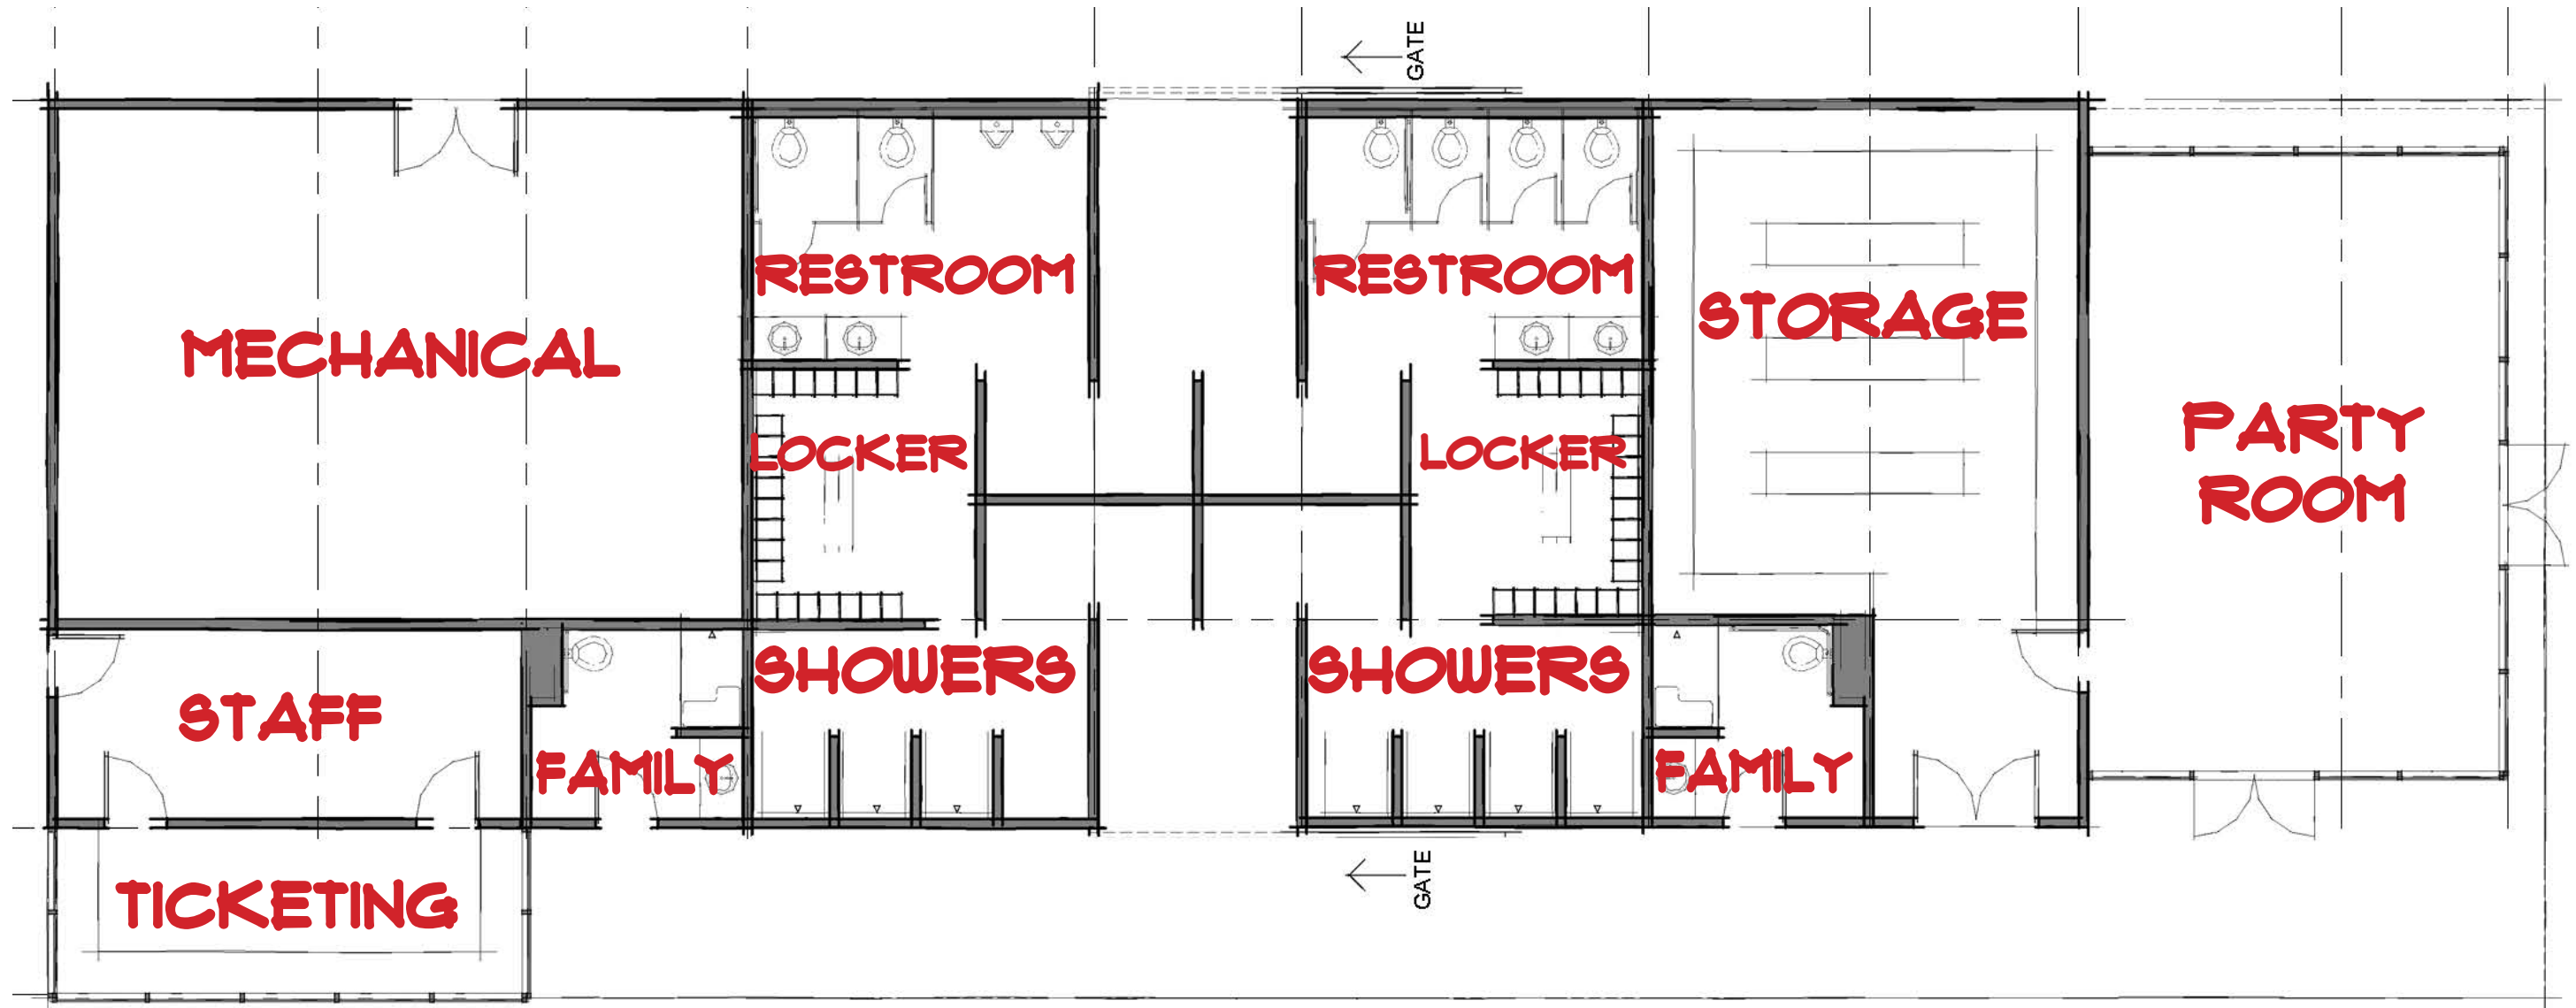 GATE
RESTROOM
RESTROOM
STORAGE
MECHANICAL
LOCKER
LOCKER
PARTY
ROOM
SHOWERS
SHOWERS
STAFF
FAMILY
FAMILY
TICKETING
GATE